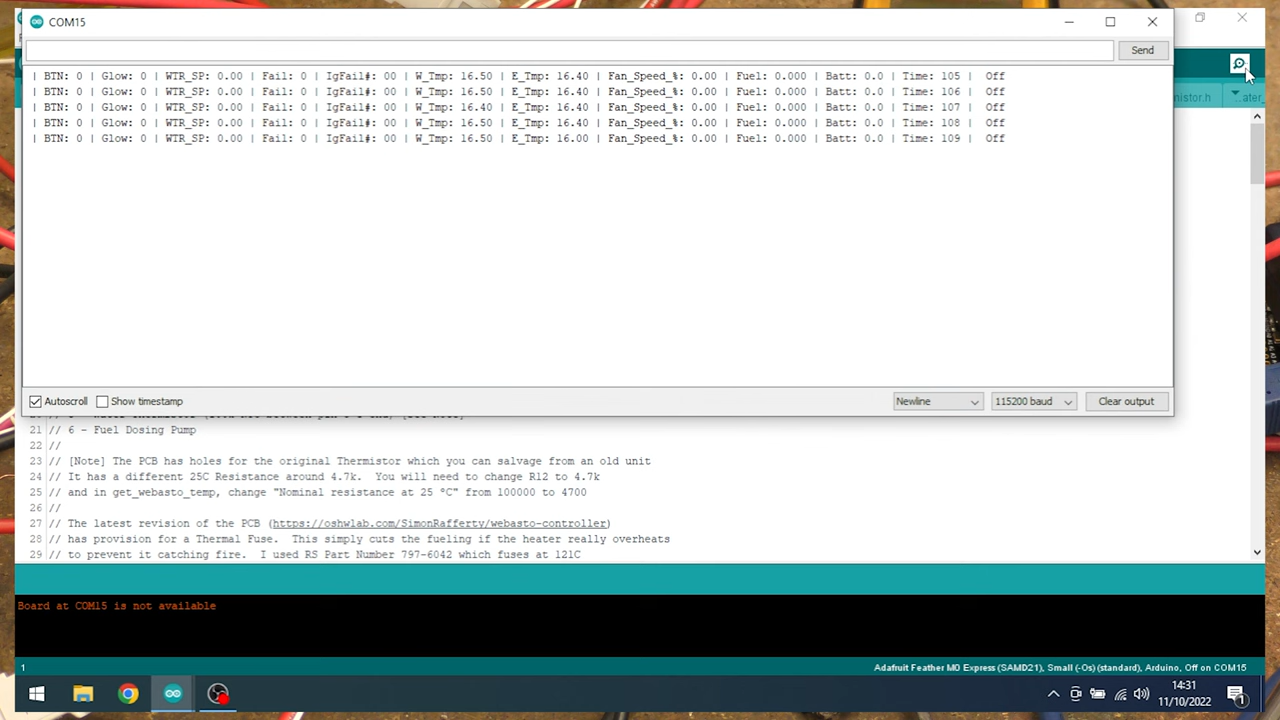 COM15
Send
| BTN: 0 | Glow: 0 | WTR_SP: 0.00 | Fail: 0 | IgFail#: 00 | W_Tmp: 16.50 | E_Tmp: 16.40 | Fan_Speed_%: 0.00 | Fuel: 0.000 | Batt: 0.0 | Time: 105 | Off
| BTN: 0 | Glow: 0 | WTR_SP: 0.00 | Fail: 0 | IgFail#: 00 | W_Tmp: 16.50 | E_Tmp: 16.40 | Fan_Speed_%: 0.00 | Fuel: 0.000 | Batt: 0.0 | Time: 106 | Off
| BTN: 0 | Glow: 0 | WTR_SP: 0.00 | Fail: 0 | IgFail#: 00 | W_Tmp: 16.50 | E_Tmp: 16.40 | Fan_Speed_%: 0.00 | Fuel: 0.000 | Batt: 0.0 | Time: 107 | Off
| BTN: 0 | Glow: 0 | WTR_SP: 0.00 | Fail: 0 | IgFail#: 00 | W_Tmp: 16.50 | E_Tmp: 16.40 | Fan_Speed_%: 0.00 | Fuel: 0.000 | Batt: 0.0 | Time: 108 | Off
| BTN: 0 | Glow: 0 | WTR_SP: 0.00 | Fail: 0 | IgFail#: 00 | W_Tmp: 16.50 | E_Tmp: 16.00 | Fan_Speed_%: 0.00 | Fuel: 0.000 | Batt: 0.0 | Time: 109 | Off
mistor.h ater_
Autoscroll Show timestamp Newline 115200 baud Clear output
21 // 6 - Fuel Dosing Pump
22 //
23 // [Note] The PCB has holes for the original Thermistor which you can salvage from an old unit
24 // It has a different 25C Resistance around 4.7k. You will need to change R12 to 4.7k
25 // and in get_webasto_temp, change "Nominal resistance at 25 ºC" from 100000 to 4700
26 //
27 // The latest revision of the PCB (https://oshwlab.com/SimonRafferty/webasto-controller)
28 // has provision for a Thermal Fuse. This simply cuts the fueling if the heater really overheats
29 // to prevent it catching fire. I used RS Part Number 797-6042 which fuses at 121C
Board at COM15 is not available
1 Adafruit Feather M0 Express (SAMD21), Small (-Os) (standard), Arduino, Off on COM15
14:31
11/10/2022
1